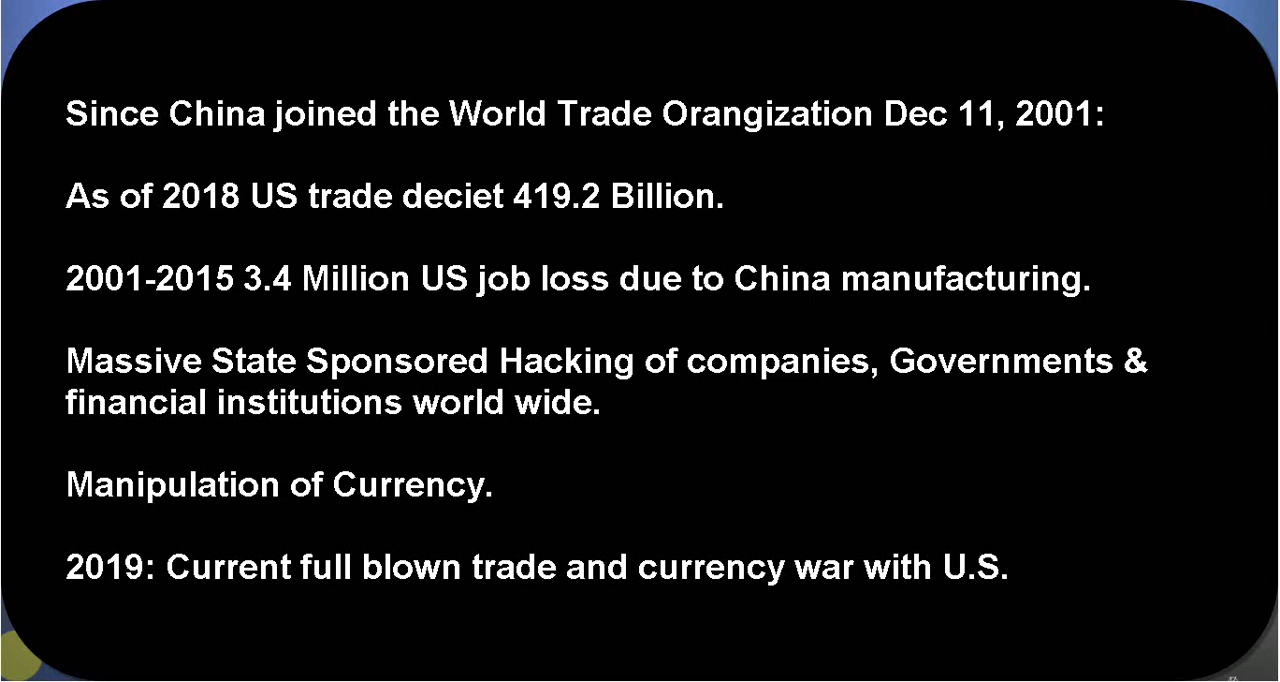 Since China joined the World Trade Orangization Dec 11, 2001:
As of 2018 US trade deciet 419.2 Billion.
2001-2015 3.4 Million US job loss due to China manufacturing.
Massive State Sponsored Hacking of companies, Governments &
financial institutions world wide.
Manipulation of Currency.
2019: Current full blown trade and currency war with U.S.